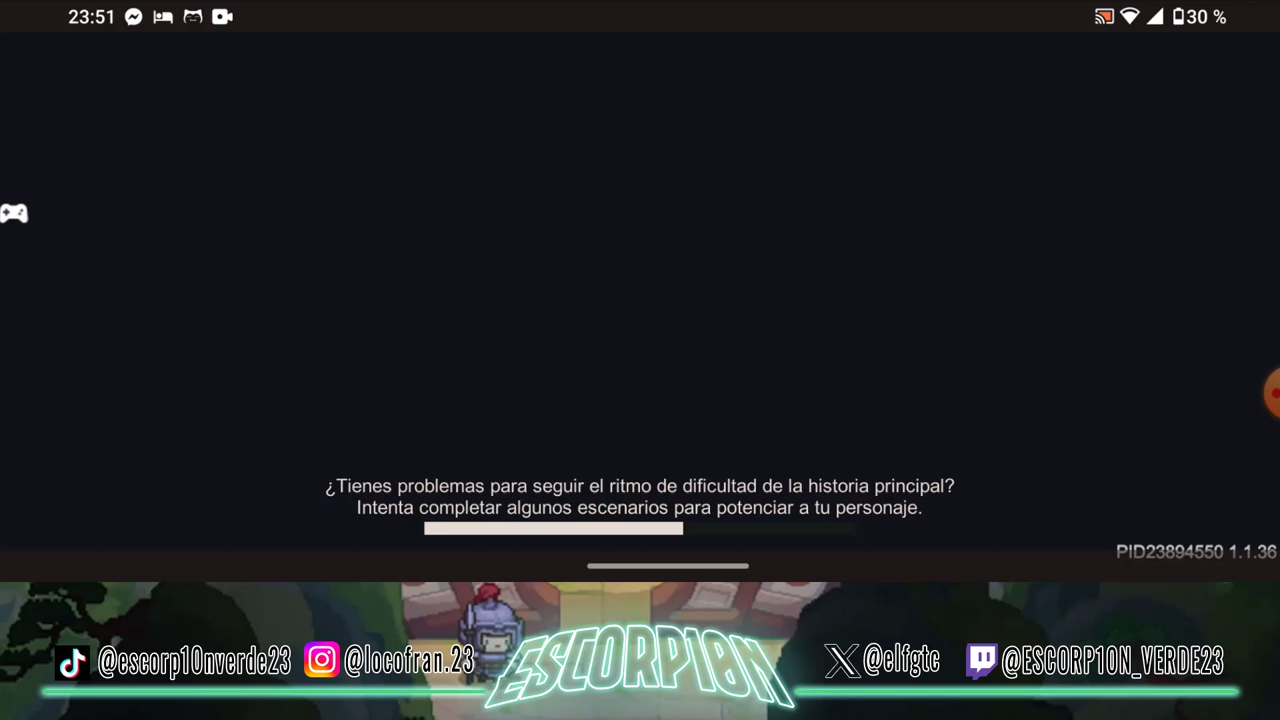 23:51
30 %
¿Tienes problemas para seguir el ritmo de dificultad de la historia principal?
Intenta completar algunos escenarios para potenciar a tu personaje.
PID23894550 1.1.36
@escorp10nverde23 @locofran.23 ESCORP10N @elfgtc @ESCORP10N_VERDE23